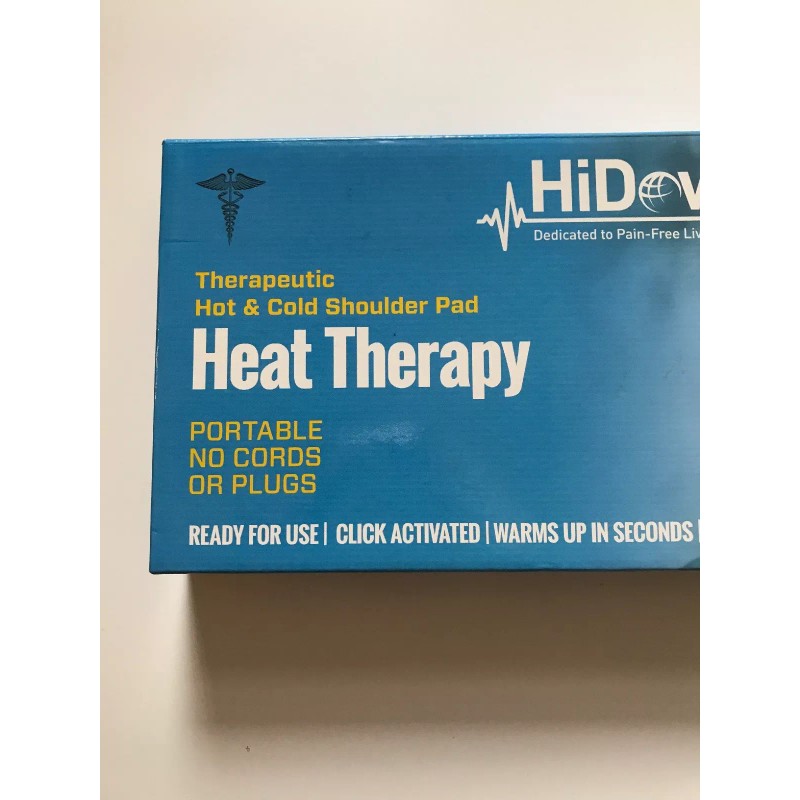 HiDow
Dedicated to Pain-Free
Therapeutic
Hot & Cold Shoulder Pad
Heat Therapy
PORTABLE
NO CORDS
OR PLUGS
READY FOR USE | CLICK ACTIVATED | WARMS UP IN SECONDS |